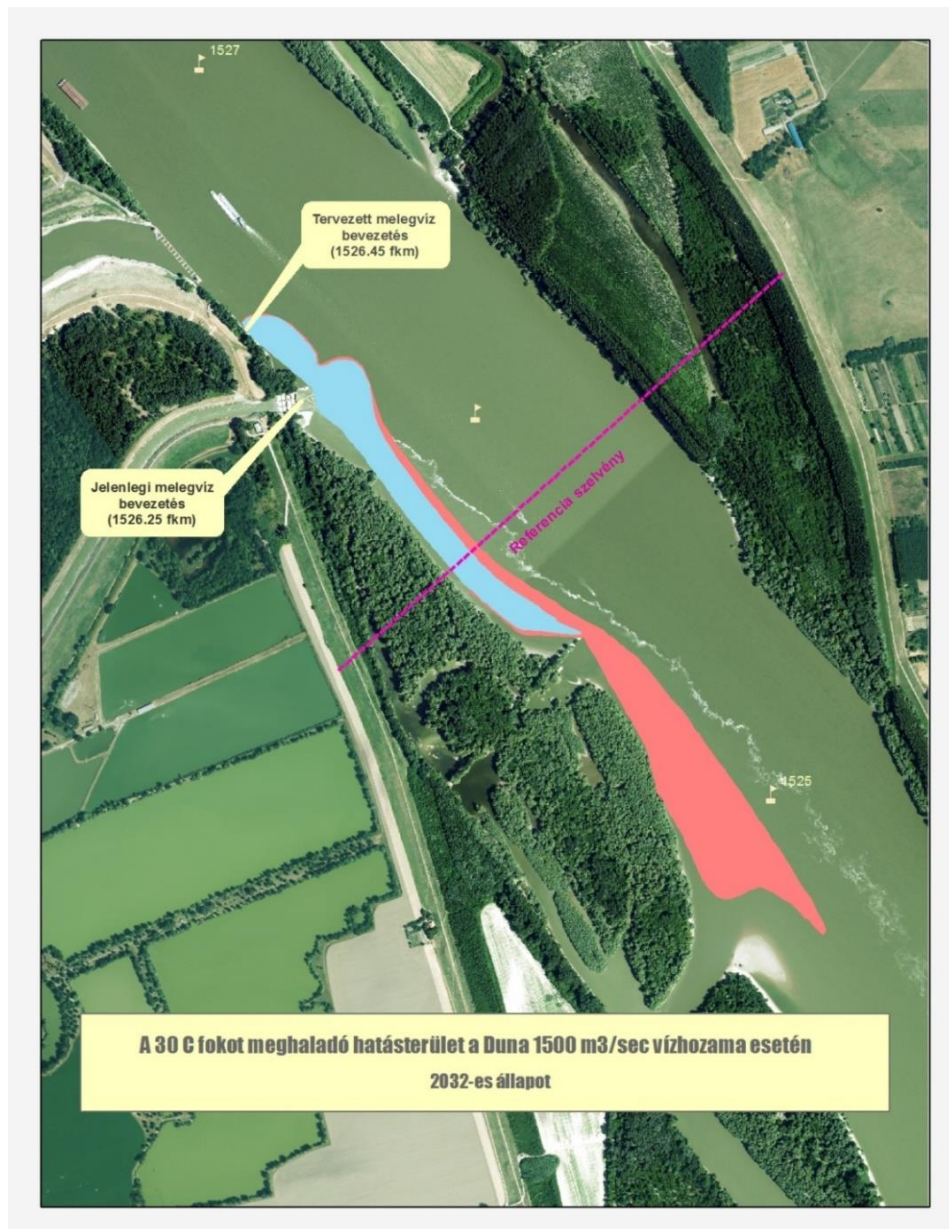 1527
Tervezett melegvíz
bevezetés
(1526.45 fkm)
Jelenlegi melegvíz
bevezetés
(1526.25 fkm)
Referencia szelvény
1525
A 30 C fokot meghaladó hatásterület a Duna 1500 m3/sec vízhozama esetén
2032-es állapot